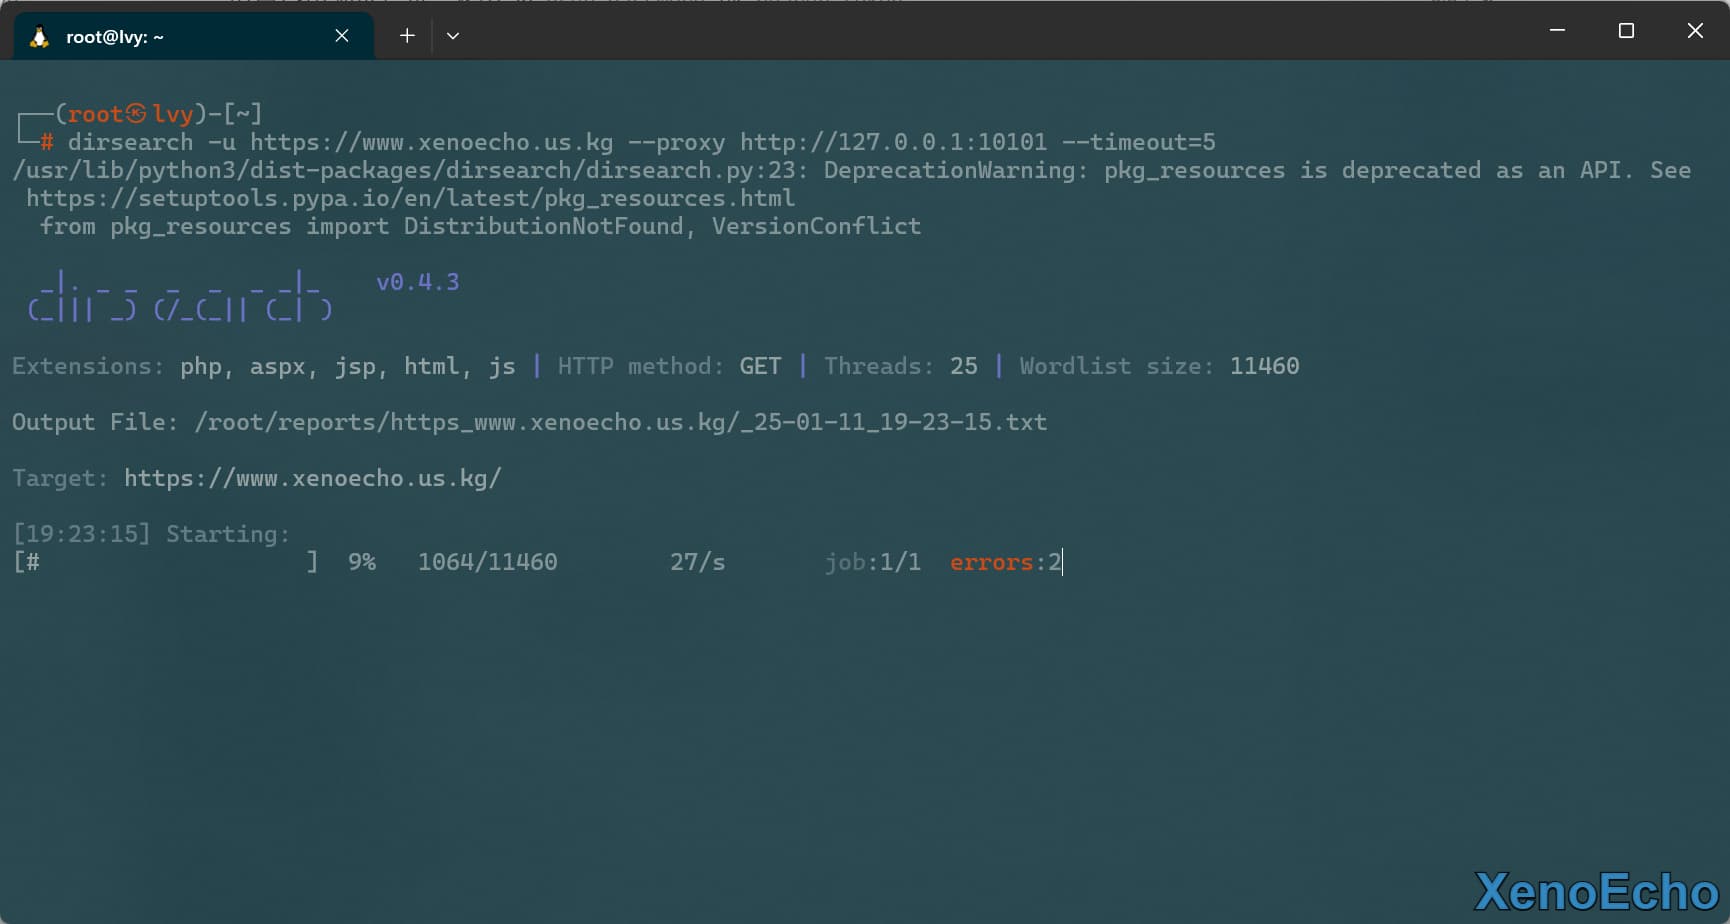 root@lvy: ~
┌──(root㉿lvy)-[~]
└─# dirsearch -u https://www.xenoecho.us.kg --proxy http://127.0.0.1:10101 --timeout=5
/usr/lib/python3/dist-packages/dirsearch/dirsearch.py:23: DeprecationWarning: pkg_resources is deprecated as an API. See
https://setuptools.pypa.io/en/latest/pkg_resources.html
from pkg_resources import DistributionNotFound, VersionConflict
  _|. _ _  _  _  _ _|_    v0.4.3
 (_||| _) (/_(_|| (_| )
Extensions: php, aspx, jsp, html, js | HTTP method: GET | Threads: 25 | Wordlist size: 11460
Output File: /root/reports/https_www.xenoecho.us.kg/_25-01-11_19-23-15.txt
Target: https://www.xenoecho.us.kg/
[19:23:15] Starting:
[#                   ]  9%   1064/11460        27/s       job:1/1  errors:2
XenoEcho